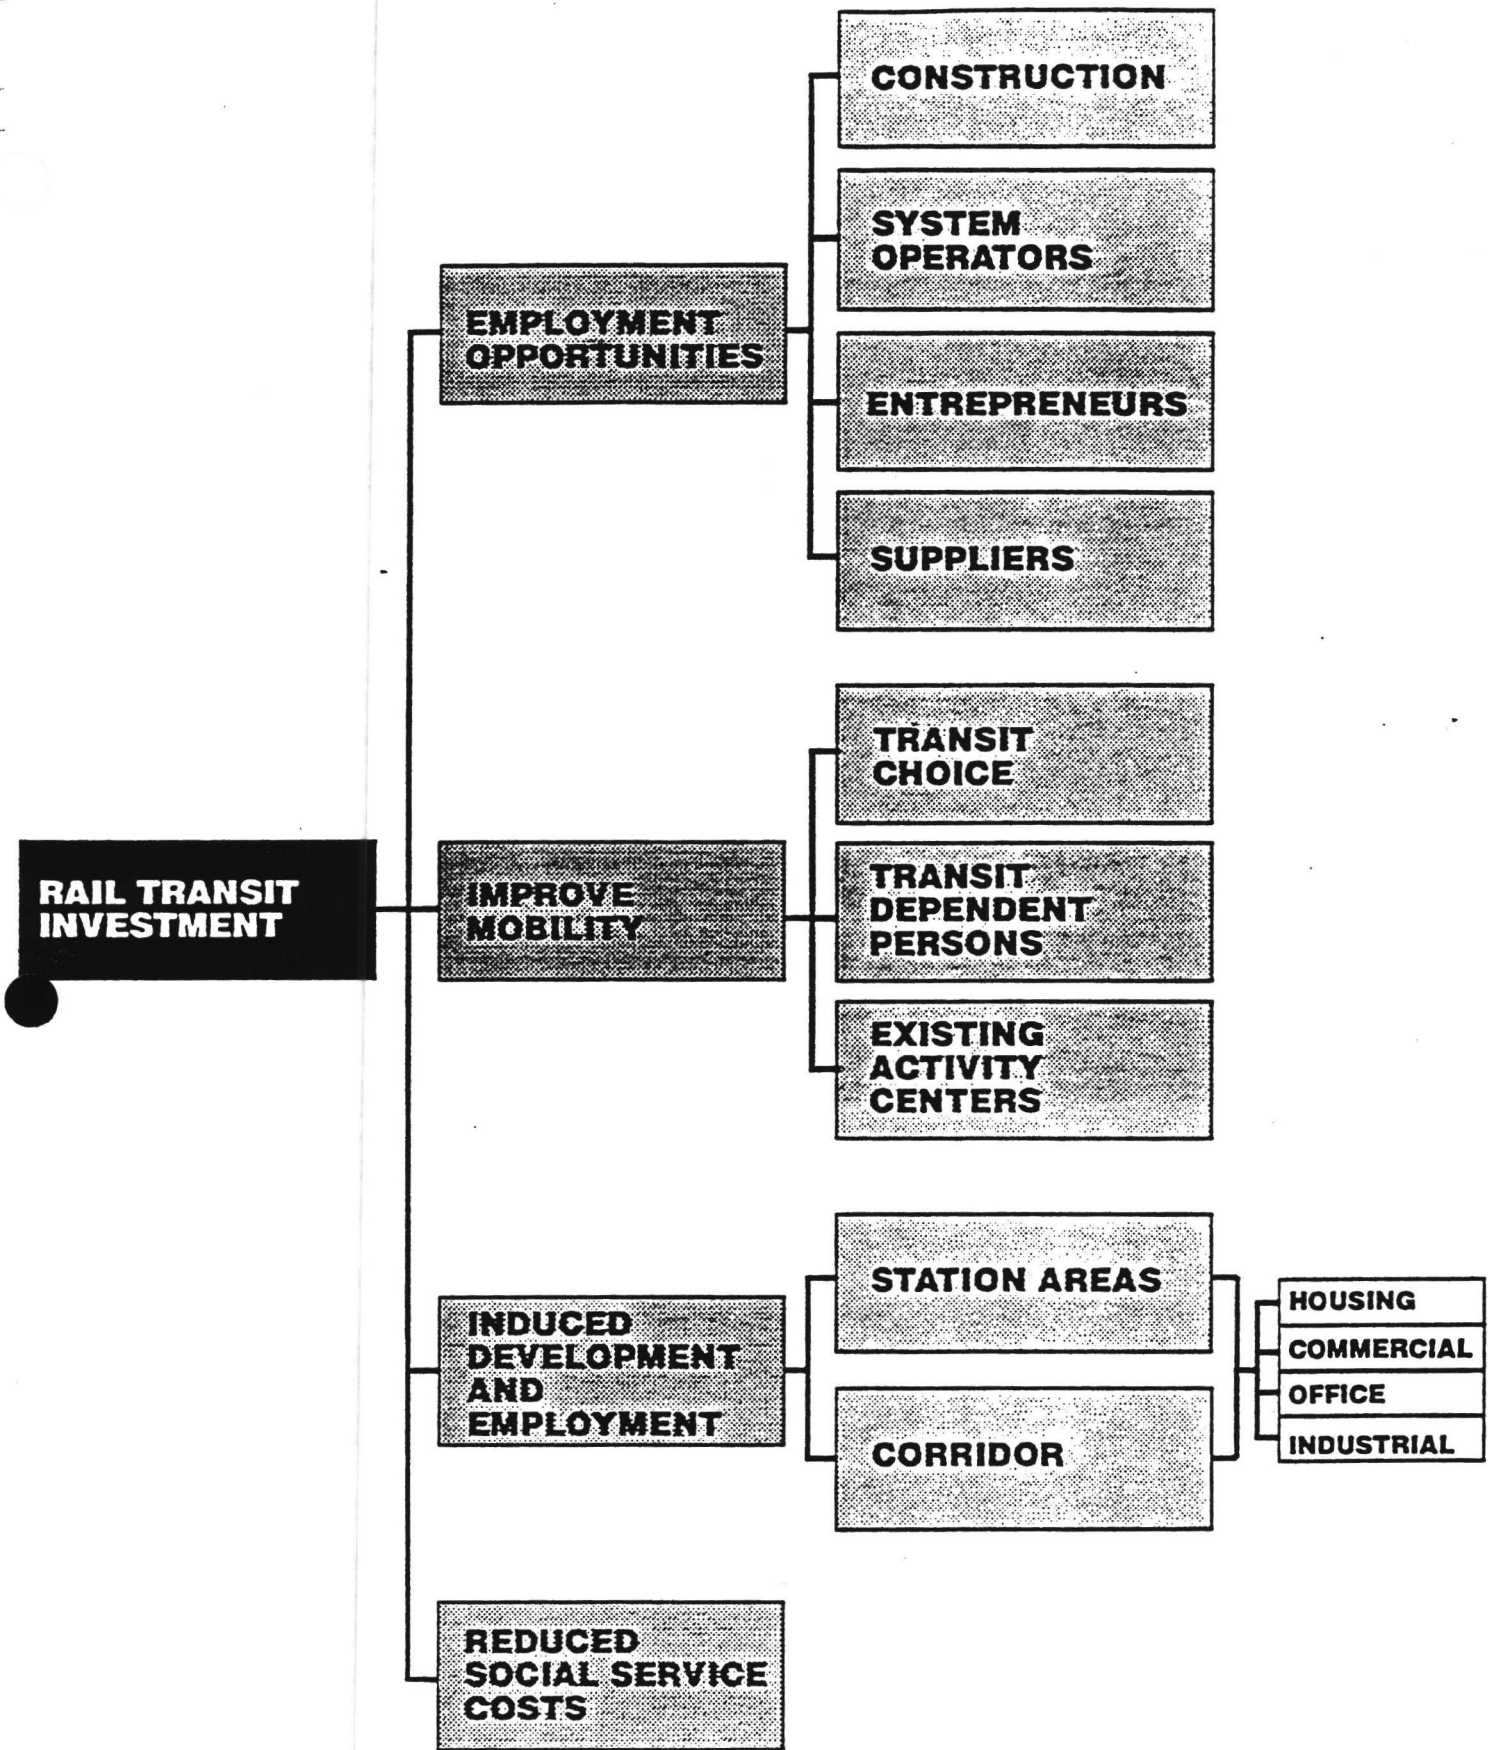 RAIL TRANSIT
INVESTMENT
EMPLOYMENT
OPPORTUNITIES
CONSTRUCTION
SYSTEM
OPERATORS
ENTREPRENEURS
SUPPLIERS
IMPROVE
MOBILITY
TRANSIT
CHOICE
TRANSIT
DEPENDENT
PERSONS
EXISTING
ACTIVITY
CENTERS
INDUCED
DEVELOPMENT
AND
EMPLOYMENT
STATION AREAS
CORRIDOR
HOUSING
COMMERCIAL
OFFICE
INDUSTRIAL
REDUCED
SOCIAL SERVICE
COSTS